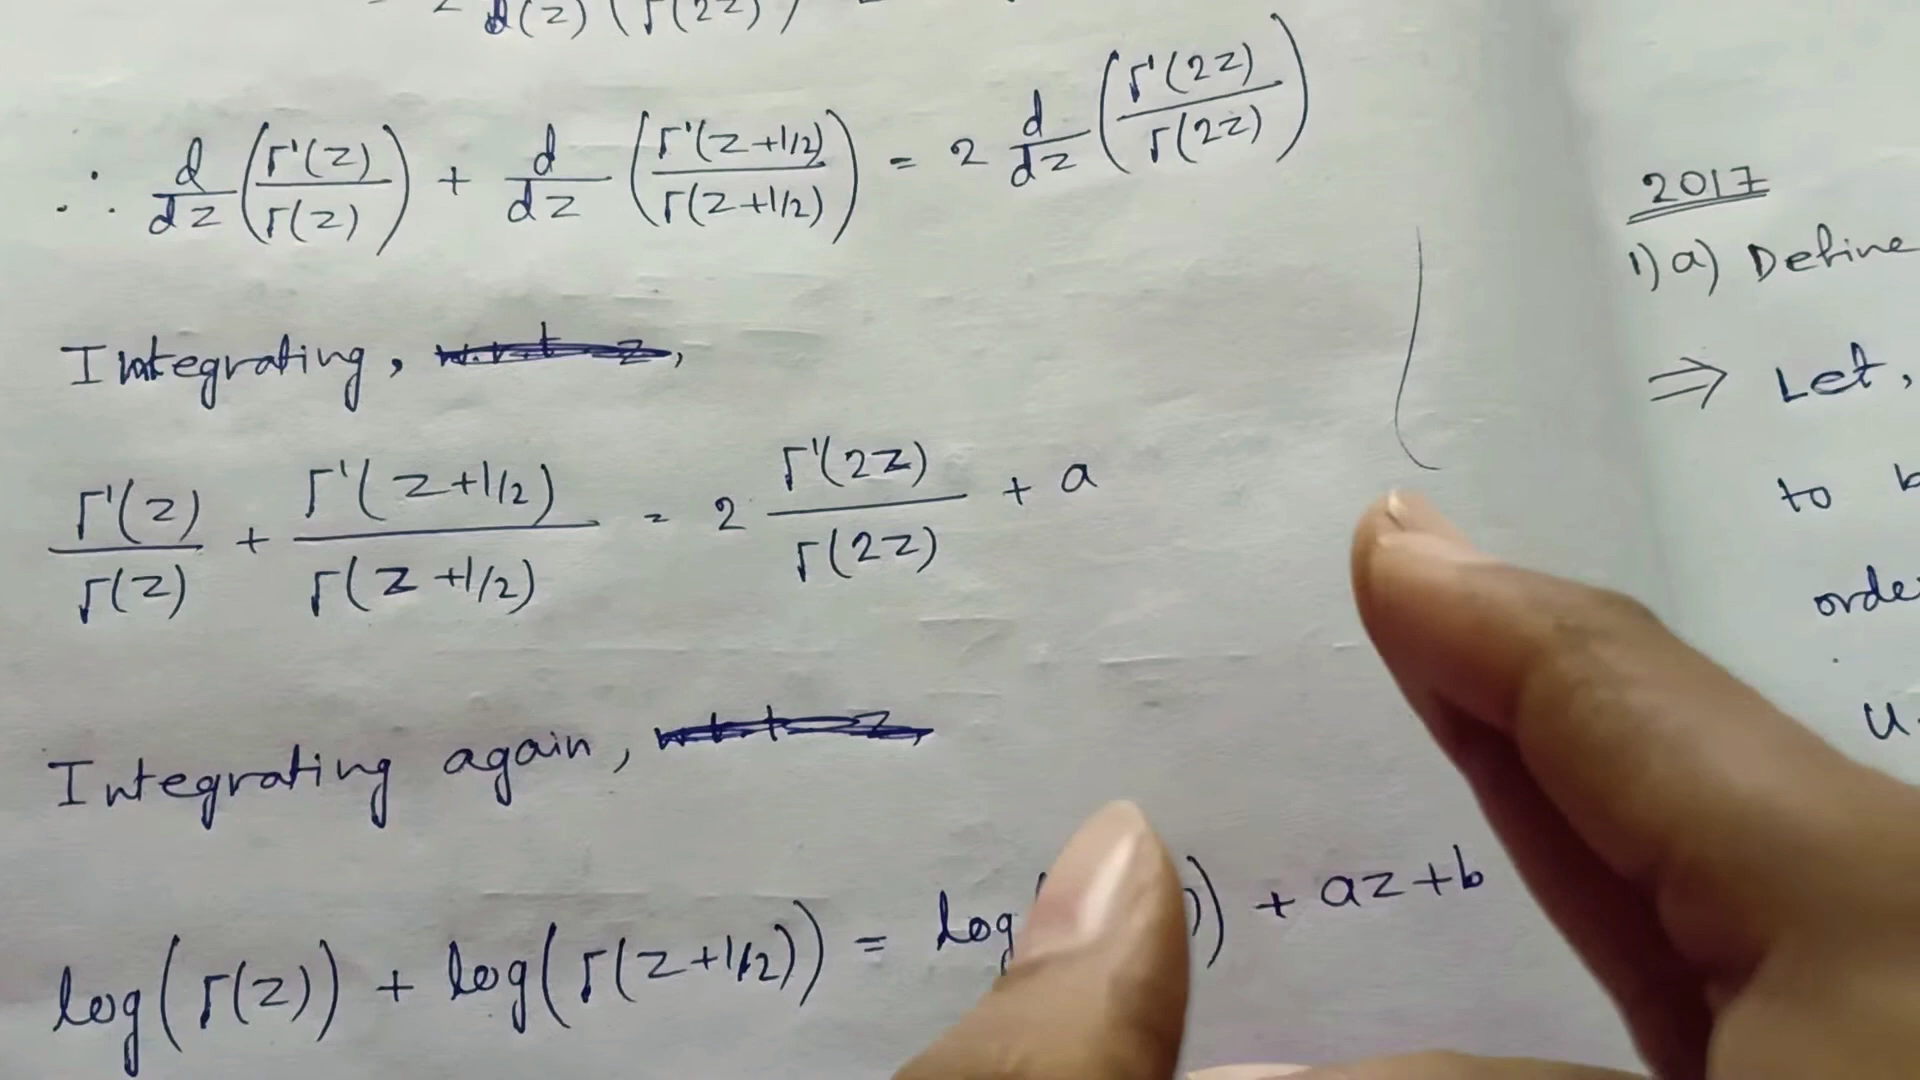 d(z) (Γ(2z))
∴ d/dz (Γ'(z)/Γ(z)) + d/dz (Γ'(z+1/2)/Γ(z+1/2)) = 2 d/dz (Γ'(2z)/Γ(2z))
Integrating,
Γ'(z)/Γ(z) + Γ'(z+1/2)/Γ(z+1/2) = 2 Γ'(2z)/Γ(2z) + a
Integrating again,
log(Γ(z)) + log(Γ(z+1/2)) = log ) + az+b
2017
1) a) Define
⇒ Let,
to